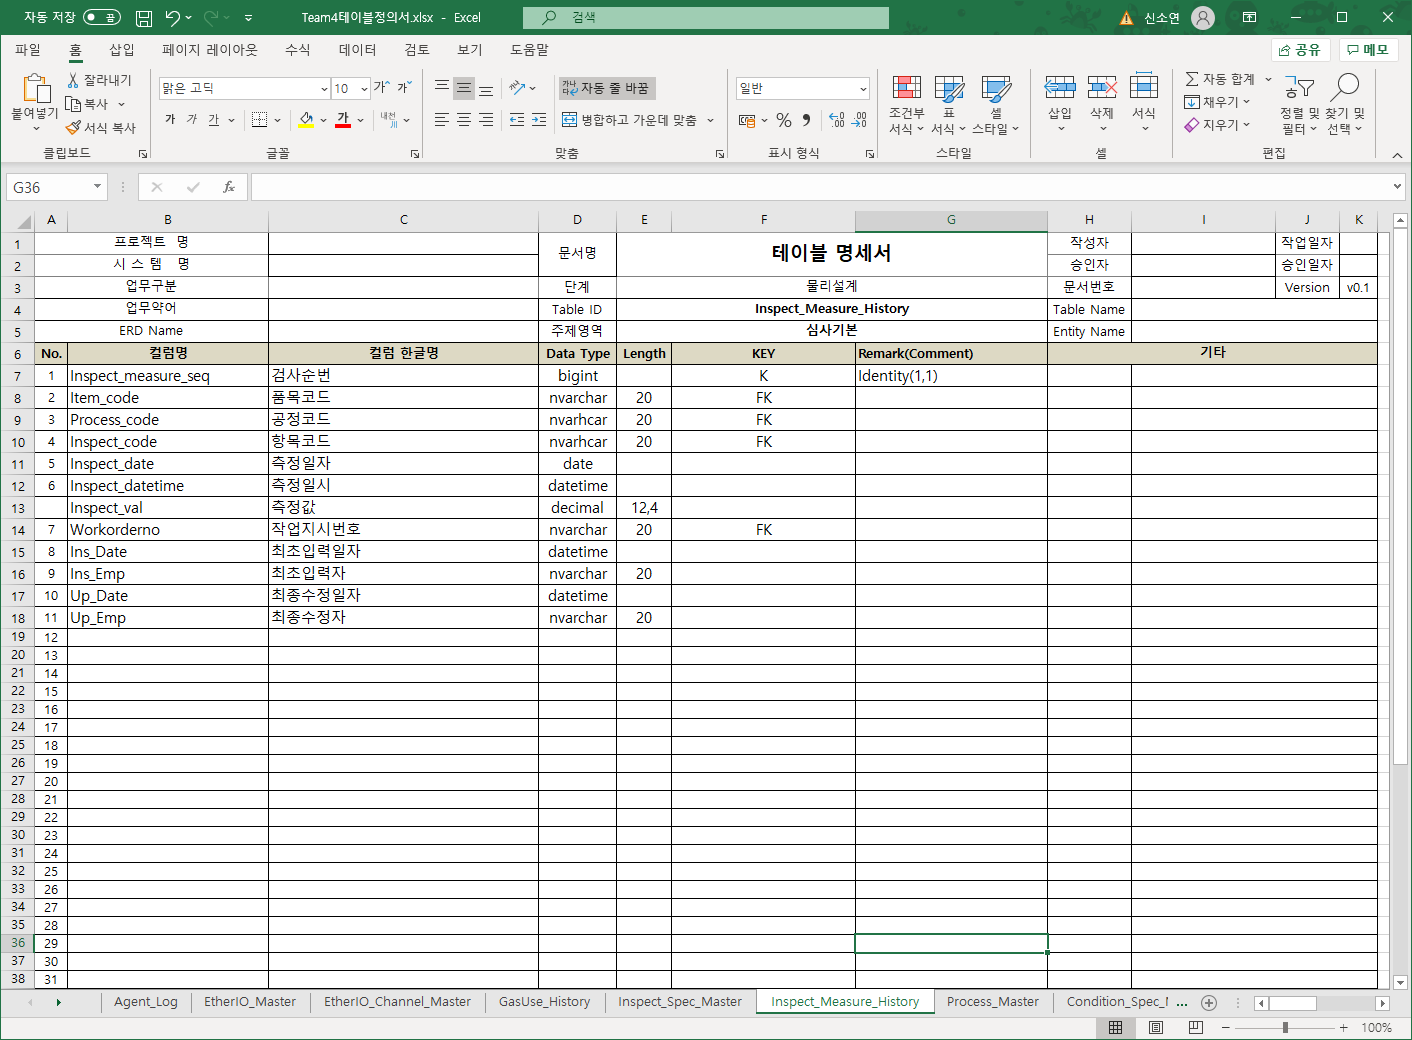 자동 저장 끔 Team4테이블정의서.xlsx - Excel 검색 신소연
파일 홈 삽입 페이지 레이아웃 수식 데이터 검토 보기 도움말 공유 메모
붙여넣기 잘라내기 복사 서식 복사 클립보드
맑은 고딕 10 가 가 가 가 가 가 내천 글꼴
자동 줄 바꿈 병합하고 가운데 맞춤 맞춤
일반 % 표시 형식
조건부 서식 표 서식 셀 스타일 스타일
삽입 삭제 서식 셀
자동 합계 채우기 지우기 정렬 및 필터 찾기 및 선택 편집
G36 fx
A B C D E F G H I J K
1 프로젝트 명 문서명 테이블 명세서 작성자 작업일자
2 시 스 템 명 승인자 승인일자
3 업무구분 단계 물리설계 문서번호 Version v0.1
4 업무약어 Table ID Inspect_Measure_History Table Name
5 ERD Name 주제영역 심사기본 Entity Name
6 No. 컬럼명 컬럼 한글명 Data Type Length KEY Remark(Comment) 기타
7 1 Inspect_measure_seq 검사순번 bigint K Identity(1,1)
8 2 Item_code 품목코드 nvarchar 20 FK
9 3 Process_code 공정코드 nvarhcar 20 FK
10 4 Inspect_code 항목코드 nvarhcar 20 FK
11 5 Inspect_date 측정일자 date
12 6 Inspect_datetime 측정일시 datetime
13 Inspect_val 측정값 decimal 12,4
14 7 Workorderno 작업지시번호 nvarchar 20 FK
15 8 Ins_Date 최초입력일자 datetime
16 9 Ins_Emp 최초입력자 nvarchar 20
17 10 Up_Date 최종수정일자 datetime
18 11 Up_Emp 최종수정자 nvarchar 20
19 12
20 13
21 14
22 15
23 16
24 17
25 18
26 19
27 20
28 21
29 22
30 23
31 24
32 25
33 26
34 27
35 28
36 29
37 30
38 31
Agent_Log EtherIO_Master EtherIO_Channel_Master GasUse_History Inspect_Spec_Master Inspect_Measure_History Process_Master Condition_Spec_ ...
100%